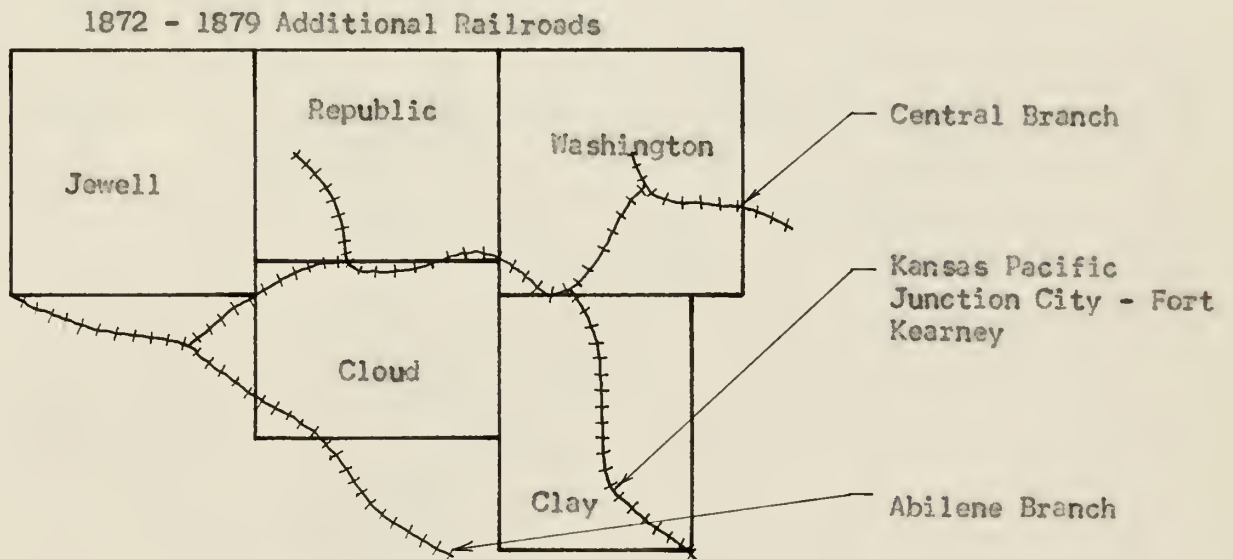 1872 - 1879 Additional Railroads
Republic
Central Branch
Washington
Jewell
Kansas Pacific
Junction City - Fort
Kearney
Cloud
Clay
Abilene Branch